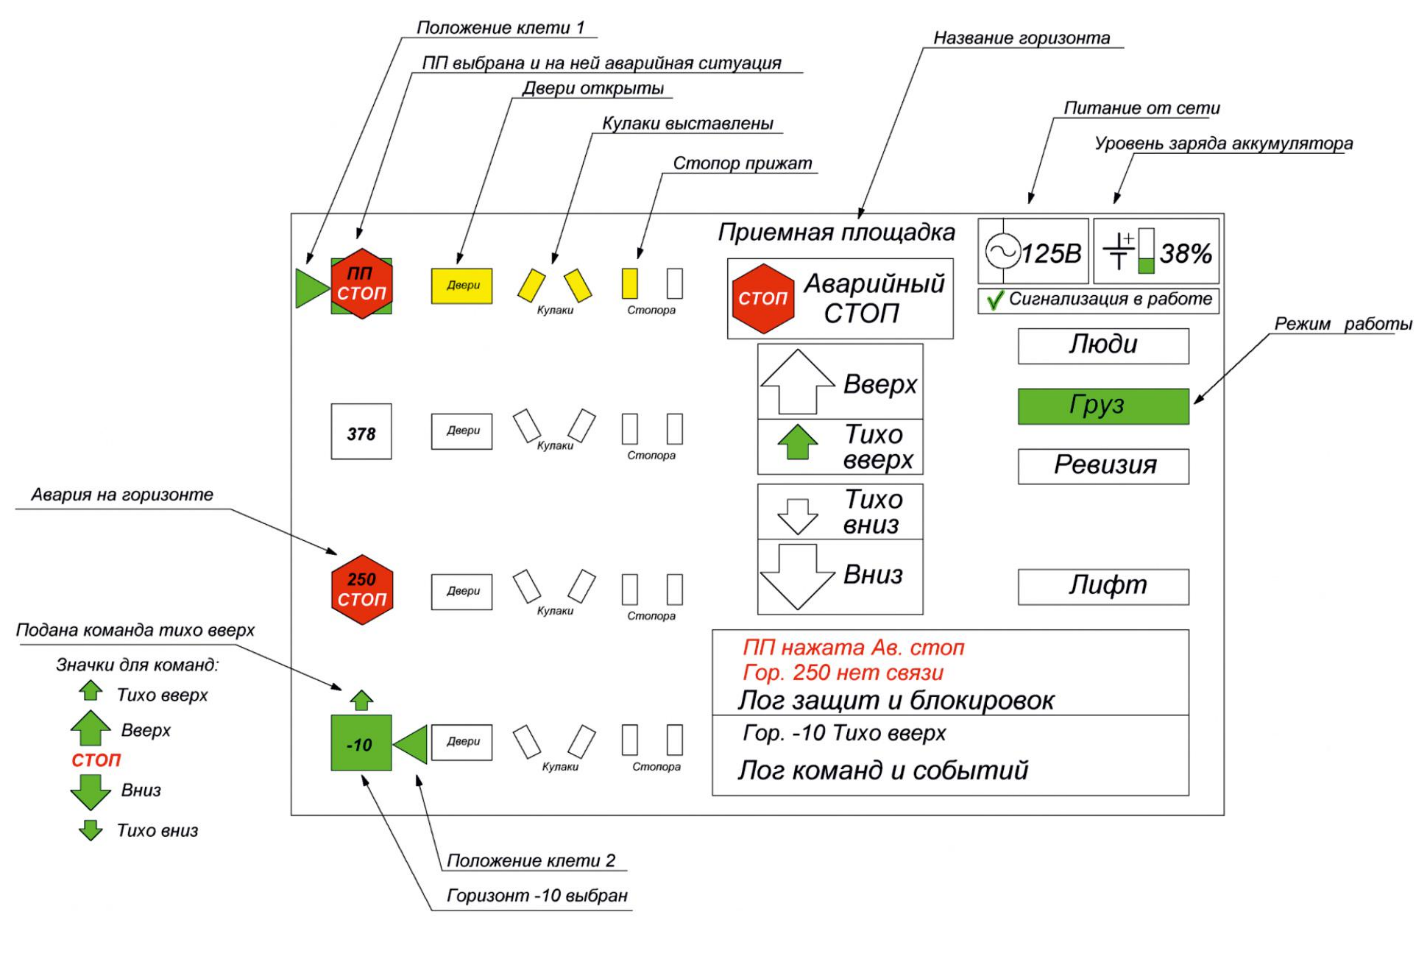 Положение клети 1
ПП выбрана и на ней аварийная ситуация
Двери открыты
Кулаки выставлены
Стопор прижат
Название горизонта
Питание от сети
Уровень заряда аккумулятора
Режим работы
Приемная площадка
125В
38%
Сигнализация в работе
ПП
СТОП
Двери
Кулаки
Стопора
СТОП
Аварийный
СТОП
Люди
Вверх
Груз
378
Двери
Кулаки
Стопора
Тихо
вверх
Ревизия
Авария на горизонте
Тихо
вниз
250
СТОП
Двери
Кулаки
Стопора
Вниз
Лифт
Подана команда тихо вверх
Значки для команд:
Тихо вверх
Вверх
СТОП
Вниз
Тихо вниз
-10
Двери
Кулаки
Стопора
ПП нажата Ав. стоп
Гор. 250 нет связи
Лог защит и блокировок
Гор. -10 Тихо вверх
Лог команд и событий
Положение клети 2
Горизонт -10 выбран